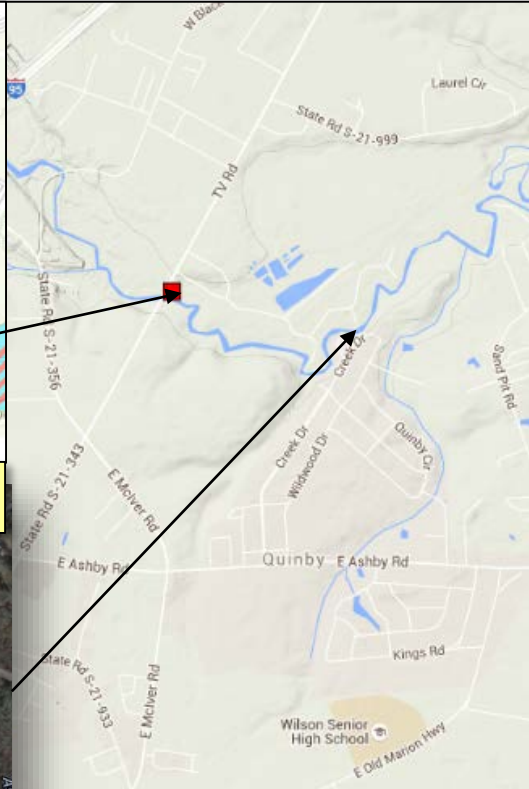 W Blac
95
Laurel Cir
State Rd S-21-999
TV Rd
State Rd S-21-356
Creek Dr
Sand Pit Rd
Quinby Cir
Creek Dr
Wildwood Dr
State Rd S-21-343
E McIver Rd
E Ashby Rd
Quinby
E Ashby Rd
Kings Rd
State Rd S-21-933
E McIver Rd
Wilson Senior
High School
E Old Marion Hwy